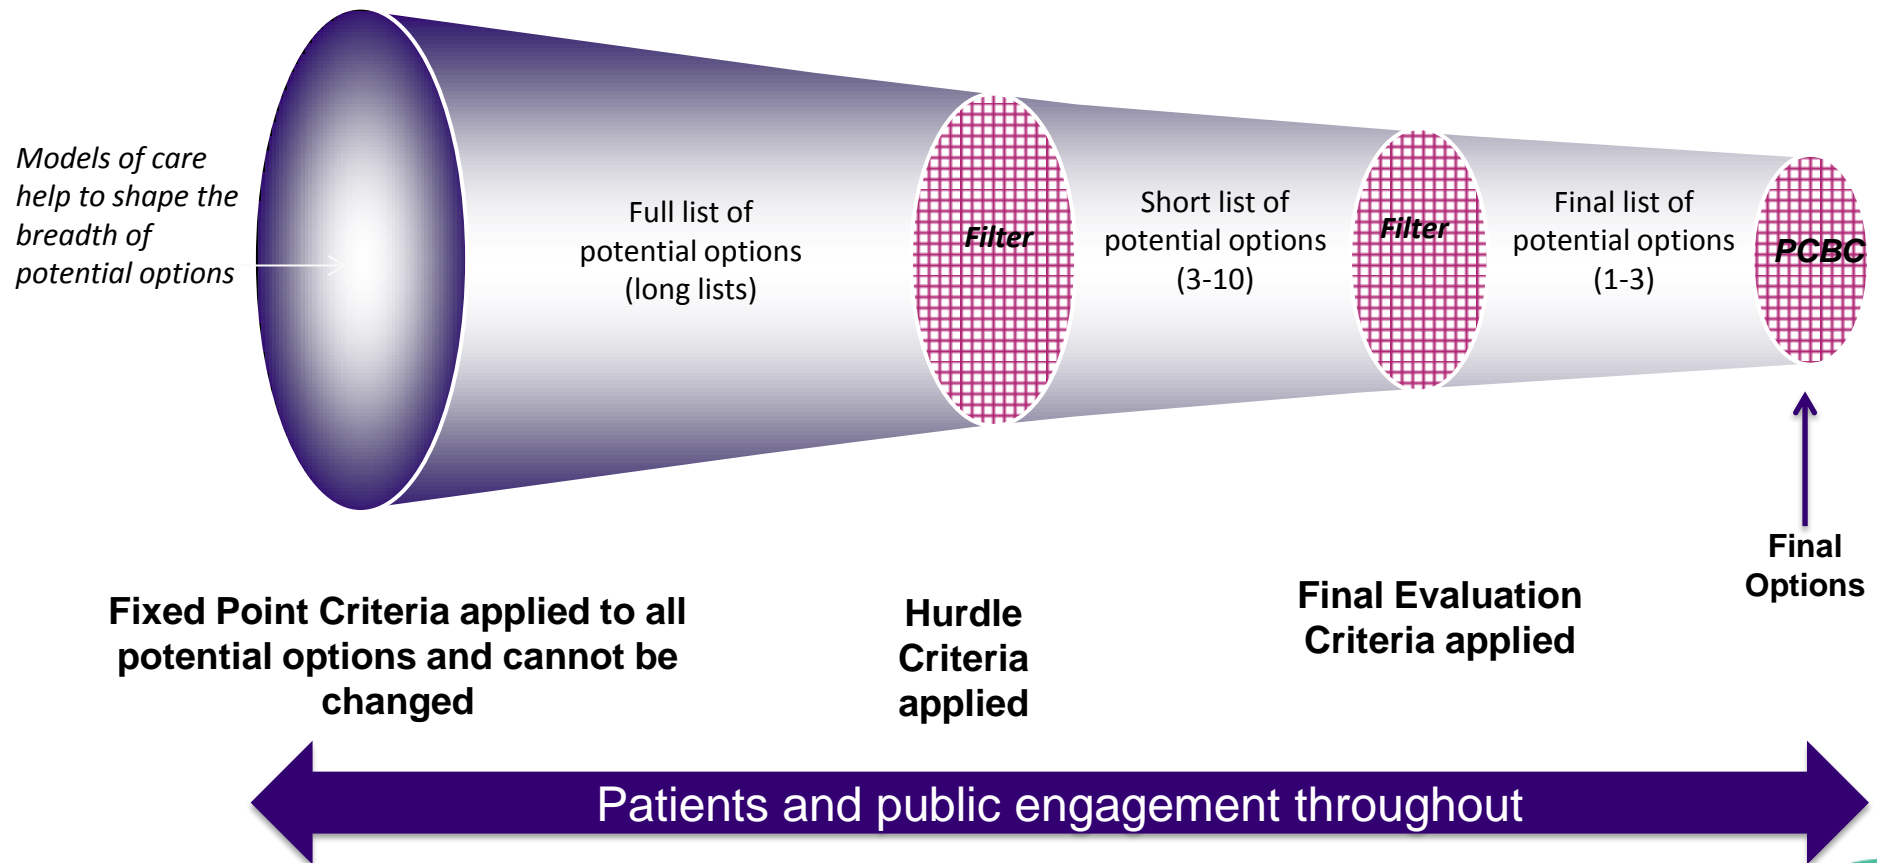 Models of care
help to shape the
breadth of
potential options
Full list of
potential options
(long lists)
Filter
Short list of
potential options
(3-10)
Filter
Final list of
potential options
(1-3)
PCBC
Final
Options
Fixed Point Criteria applied to all
potential options and cannot be
changed
Hurdle
Criteria
applied
Final Evaluation
Criteria applied
Patients and public engagement throughout